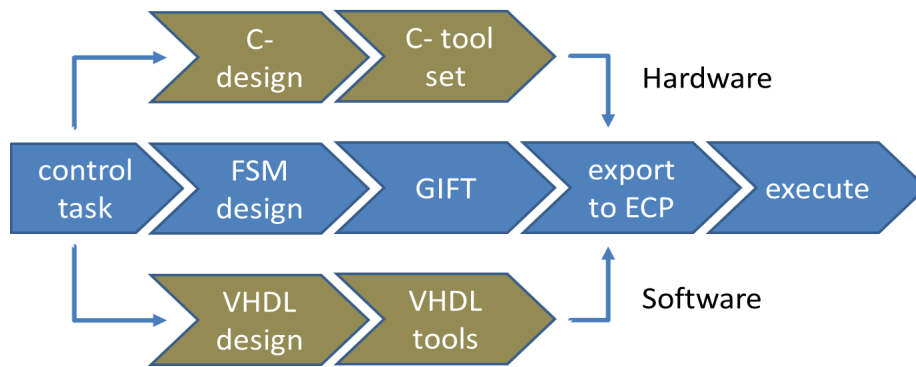 C-
design
C- tool
set
Hardware
control
task
FSM
design
GIFT
export
to ECP
execute
VHDL
design
VHDL
tools
Software